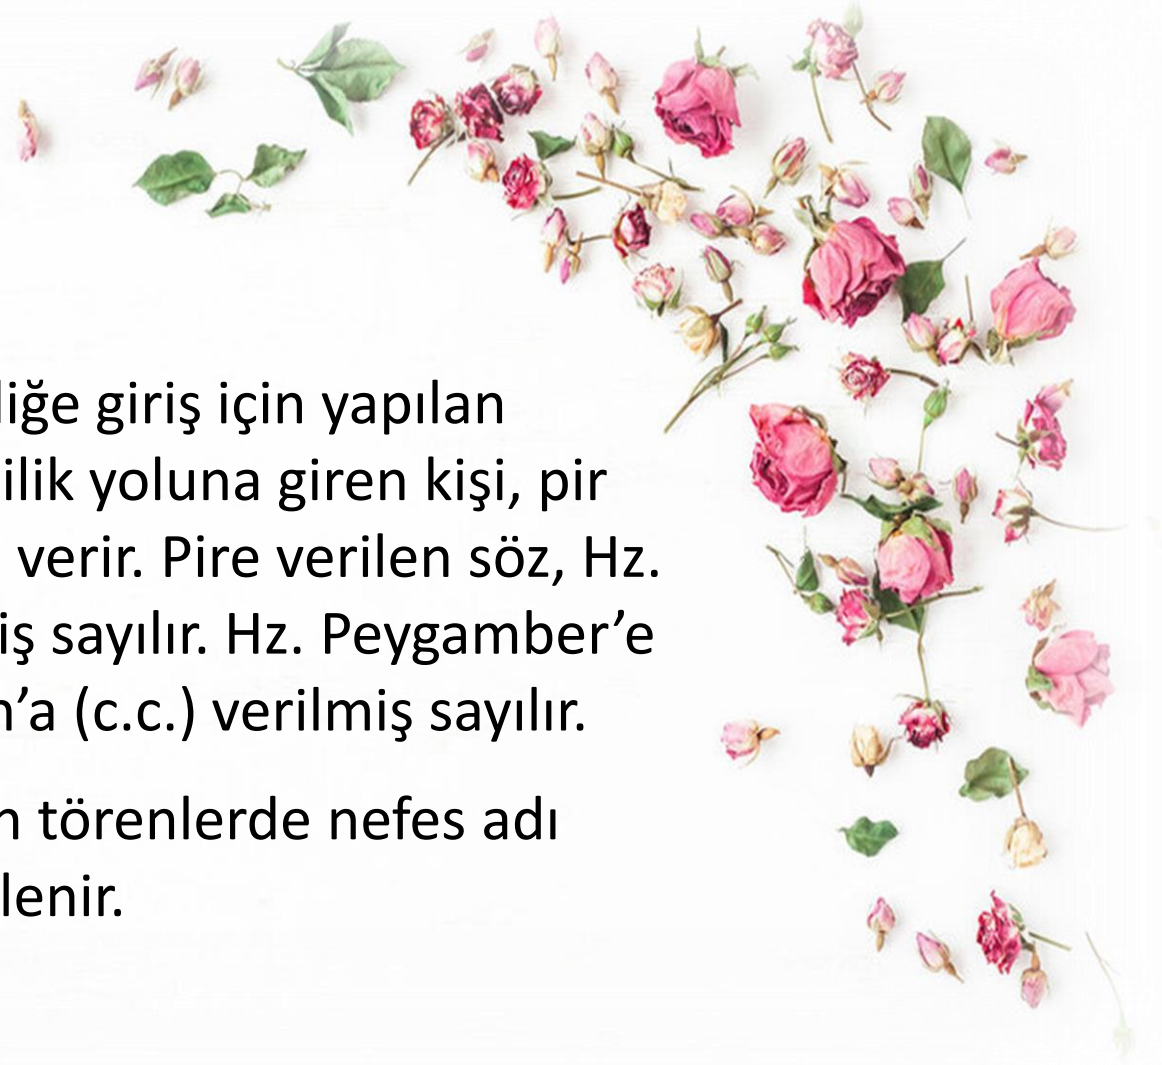 liğe giriş için yapılan
ilik yoluna giren kişi, pir
verir. Pire verilen söz, Hz.
iş sayılır. Hz. Peygamber’e
’a (c.c.) verilmiş sayılır.
n törenlerde nefes adı
lenir.